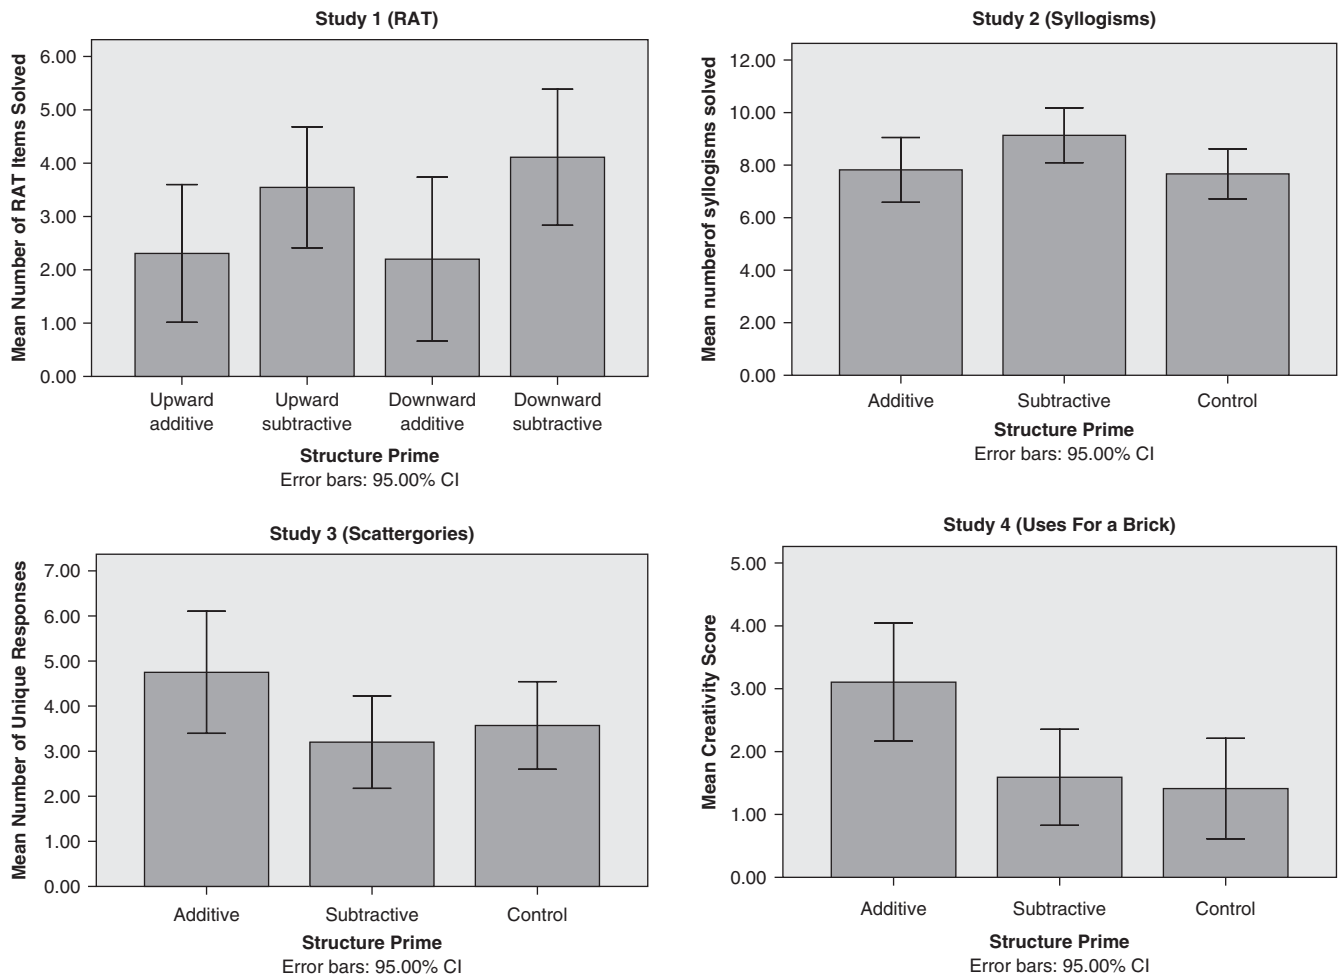 Study 1 (RAT)
Mean Number of RAT Items Solved
6.00
5.00
4.00
3.00
2.00
1.00
0.00
Upward additive
Upward subtractive
Downward additive
Downward subtractive
Structure Prime
Error bars: 95.00% CI
Study 2 (Syllogisms)
Mean number of syllogisms solved
12.00
10.00
8.00
6.00
4.00
2.00
0.00
Additive
Subtractive
Control
Structure Prime
Error bars: 95.00% CI
Study 3 (Scattergories)
Mean Number of Unique Responses
7.00
6.00
5.00
4.00
3.00
2.00
1.00
0.00
Additive
Subtractive
Control
Structure Prime
Error bars: 95.00% CI
Study 4 (Uses For a Brick)
Mean Creativity Score
5.00
4.00
3.00
2.00
1.00
0.00
Additive
Subtractive
Control
Structure Prime
Error bars: 95.00% CI